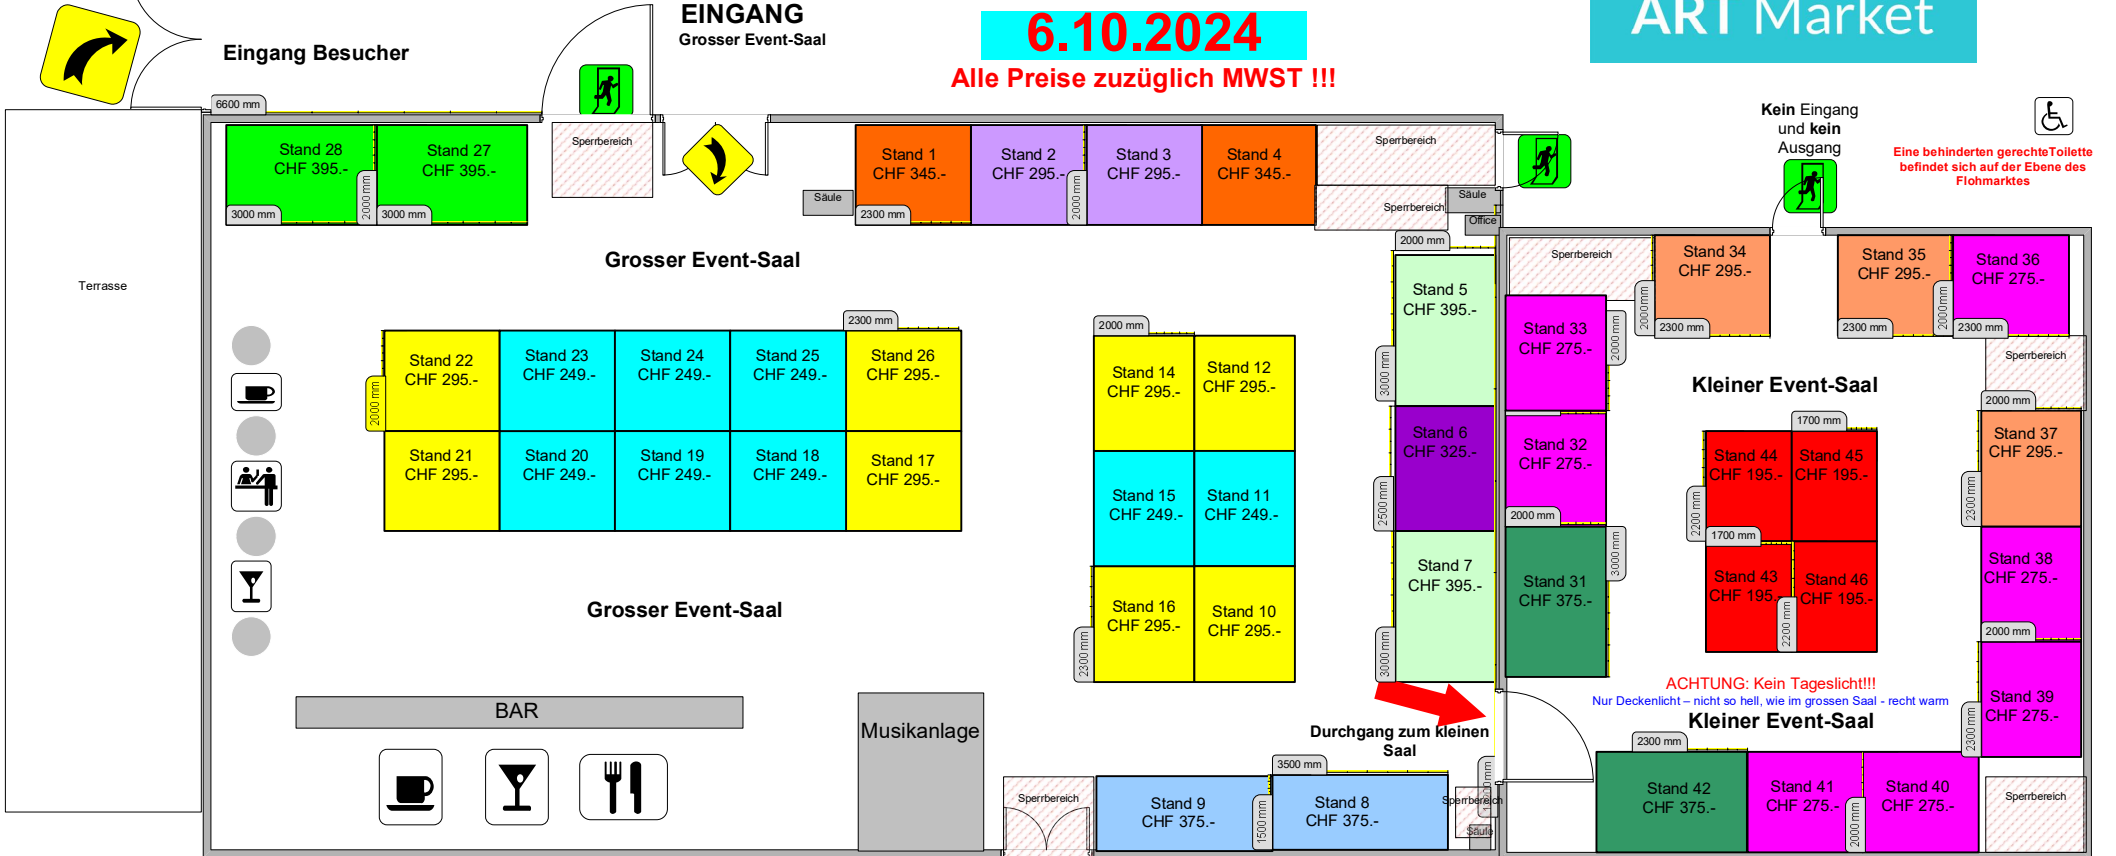 EINGANG
Grosser Event-Saal
Eingang Besucher
6.10.2024
Alle Preise zuzüglich MWST !!!
ART Market
6600 mm
Stand 28
CHF 395.-
3000 mm
2000 mm
Stand 27
CHF 395.-
3000 mm
Sperrbereich
Säule
Stand 1
CHF 345.-
2300 mm
Stand 2
CHF 295.-
2000 mm
Stand 3
CHF 295.-
Stand 4
CHF 345.-
Sperrbereich
Sperrbereich
Säule
Office
Kein Eingang
und kein
Ausgang
Eine behinderten gerechteToilette
befindet sich auf der Ebene des
Flohmarktes
Terrasse
Grosser Event-Saal
2000 mm
Stand 5
CHF 395.-
3000 mm
Stand 6
CHF 325.-
2500 mm
Stand 7
CHF 395.-
3000 mm
2300 mm
Stand 22
CHF 295.-
2000 mm
Stand 23
CHF 249.-
Stand 24
CHF 249.-
Stand 25
CHF 249.-
Stand 26
CHF 295.-
Stand 21
CHF 295.-
Stand 20
CHF 249.-
Stand 19
CHF 249.-
Stand 18
CHF 249.-
Stand 17
CHF 295.-
2000 mm
Stand 14
CHF 295.-
Stand 12
CHF 295.-
Stand 15
CHF 249.-
Stand 11
CHF 249.-
Stand 16
CHF 295.-
Stand 10
CHF 295.-
2300 mm
Grosser Event-Saal
BAR
Musikanlage
Durchgang zum kleinen
Saal
Sperrbereich
Stand 9
CHF 375.-
1500 mm
3500 mm
Stand 8
CHF 375.-
Sperrbereich
Säule
Sperrbereich
Stand 34
CHF 295.-
2000 mm
2300 mm
Stand 35
CHF 295.-
2300 mm
2000 mm
Stand 36
CHF 275.-
2300 mm
Stand 33
CHF 275.-
2000 mm
Sperrbereich
Kleiner Event-Saal
Stand 32
CHF 275.-
2000 mm
Stand 31
CHF 375.-
3000 mm
1700 mm
Stand 44
CHF 195.-
Stand 45
CHF 195.-
2200 mm
1700 mm
Stand 43
CHF 195.-
Stand 46
CHF 195.-
2200 mm
2000 mm
Stand 37
CHF 295.-
2300 mm
Stand 38
CHF 275.-
2000 mm
Stand 39
CHF 275.-
2300 mm
ACHTUNG: Kein Tageslicht!!!
Nur Deckenlicht – nicht so hell, wie im grossen Saal - recht warm
Kleiner Event-Saal
2300 mm
Stand 42
CHF 375.-
Stand 41
CHF 275.-
2000 mm
Stand 40
CHF 275.-
Sperrbereich